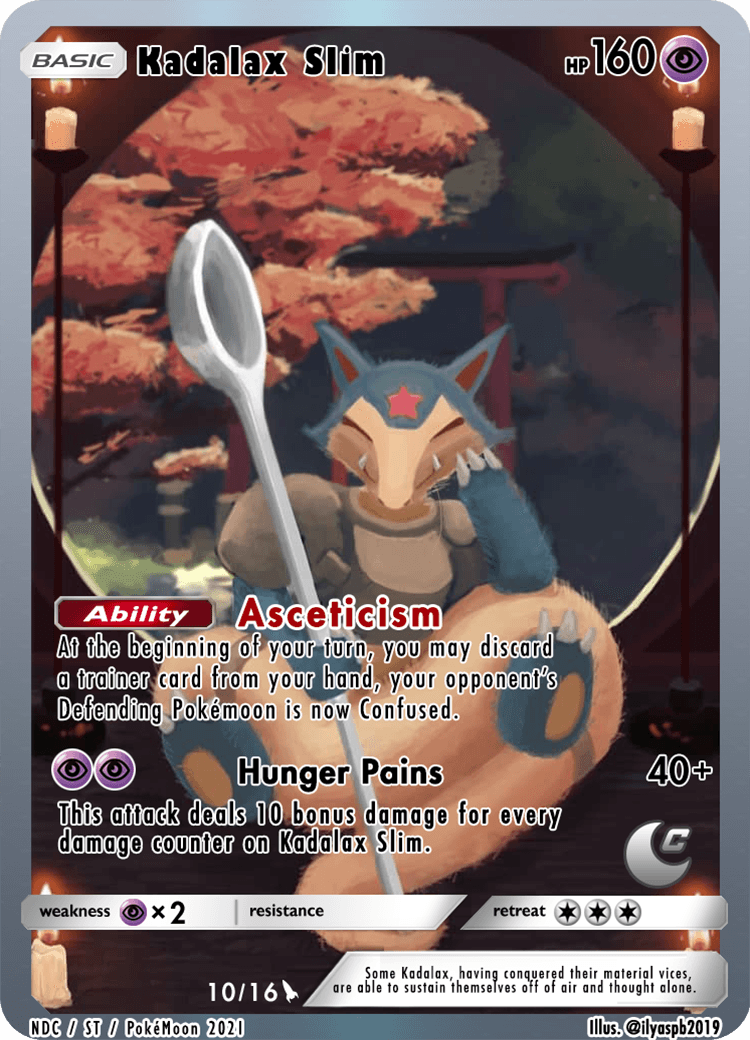 BASIC Kadalax Slim HP160
Ability Asceticism
At the beginning of your turn, you may discard
a trainer card from your hand, your opponent's
Defending Pokémoon is now Confused.
Hunger Pains 40+
This attack deals 10 bonus damage for every
damage counter on Kadalax Slim.
C
weakness ×2 resistance retreat
10/16
Some Kadalax, having conquered their material vices,
are able to sustain themselves off of air and thought alone.
NDC / ST / PokéMoon 2021 Illus. @ilyaspb2019